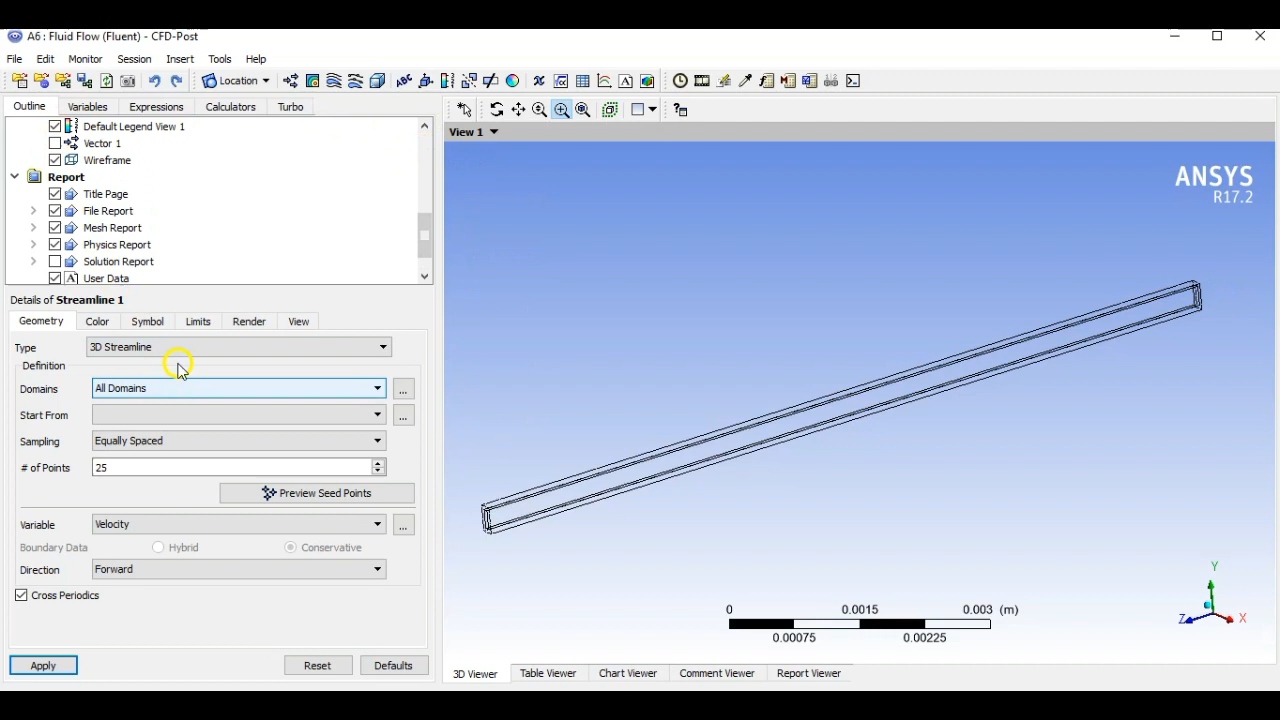 A6 : Fluid Flow (Fluent) - CFD-Post
File Edit Monitor Session Insert Tools Help
Location
Outline Variables Expressions Calculators Turbo
Default Legend View 1
Vector 1
Wireframe
Report
Title Page
File Report
Mesh Report
Physics Report
Solution Report
A User Data
Details of Streamline 1
Geometry Color Symbol Limits Render View
Type 3D Streamline
Definition
Domains All Domains ...
Start From ...
Sampling Equally Spaced
# of Points 25
Preview Seed Points
Variable Velocity ...
Boundary Data Hybrid Conservative
Direction Forward
Cross Periodics
Apply Reset Defaults
View 1
ANSYS
R17.2
0 0.0015 0.003 (m)
0.00075 0.00225
Y
Z X
3D Viewer Table Viewer Chart Viewer Comment Viewer Report Viewer